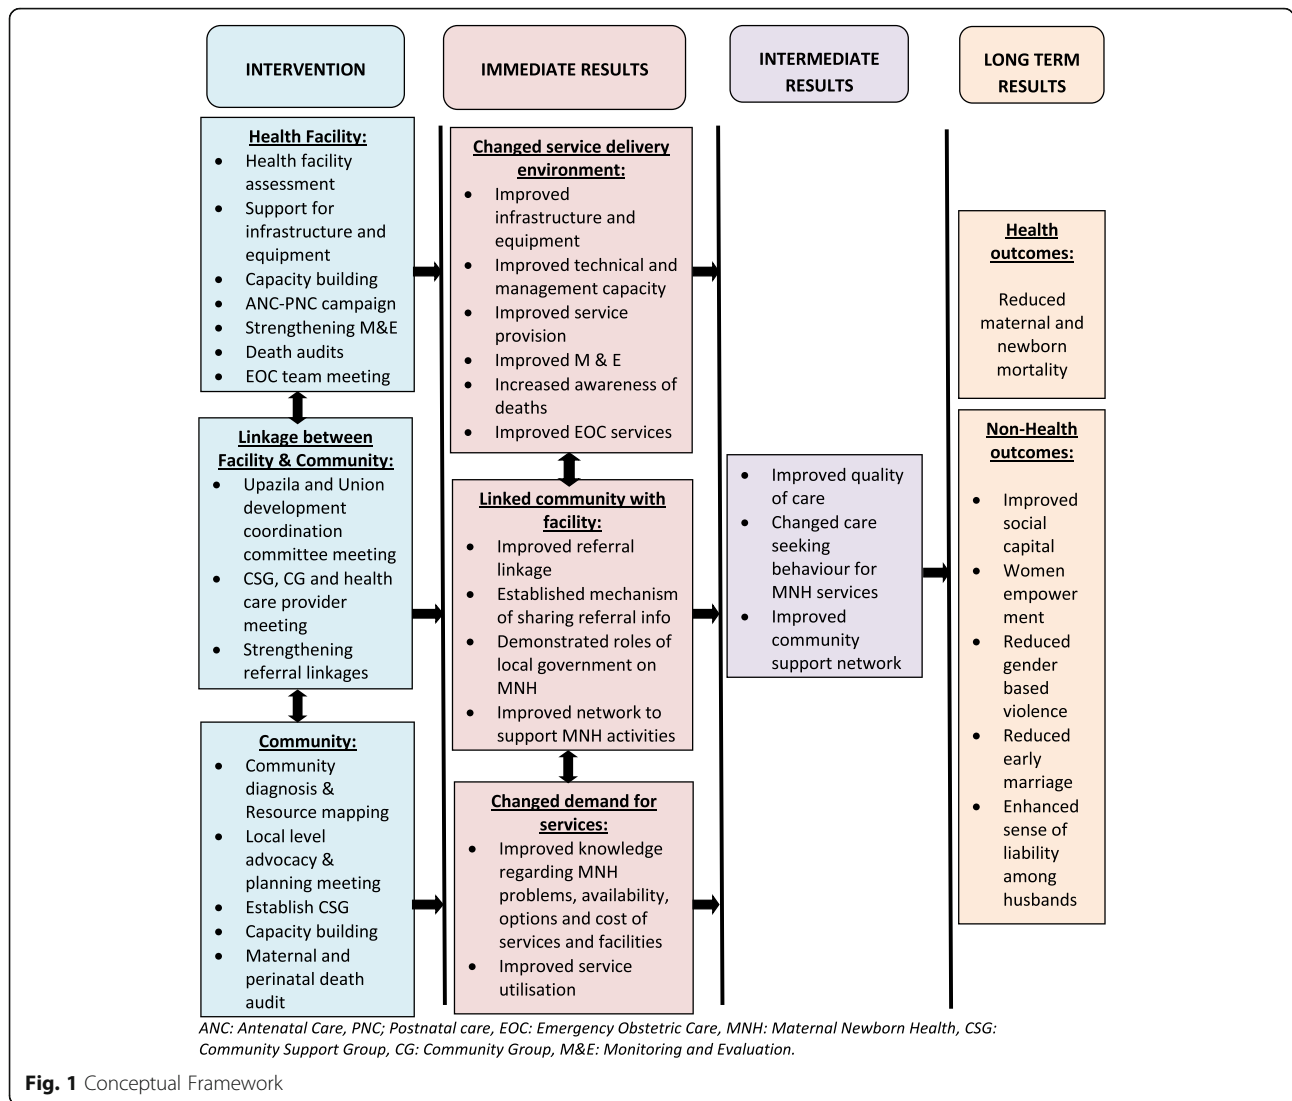 INTERVENTION
IMMEDIATE RESULTS
INTERMEDIATE
RESULTS
LONG TERM
RESULTS
Health Facility:
• Health facility
assessment
• Support for
infrastructure and
equipment
• Capacity building
• ANC-PNC campaign
• Strengthening M&E
• Death audits
• EOC team meeting
Linkage between
Facility & Community:
• Upazila and Union
development
coordination
committee meeting
• CSG, CG and health
care provider
meeting
• Strengthening
referral linkages
Community:
• Community
diagnosis &
Resource mapping
• Local level
advocacy &
planning meeting
• Establish CSG
• Capacity building
• Maternal and
perinatal death
audit
Changed service delivery
environment:
• Improved
infrastructure and
equipment
• Improved technical and
management capacity
• Improved service
provision
• Improved M & E
• Increased awareness of
deaths
• Improved EOC services
Linked community with
facility:
• Improved referral
linkage
• Established mechanism
of sharing referral info
• Demonstrated roles of
local government on
MNH
• Improved network to
support MNH activities
Changed demand for
services:
• Improved knowledge
regarding MNH
problems, availability,
options and cost of
services and facilities
• Improved service
utilisation
• Improved quality
of care
• Changed care
seeking
behaviour for
MNH services
• Improved
community
support network
Health
outcomes:
Reduced
maternal and
newborn
mortality
Non-Health
outcomes:
• Improved
social
capital
• Women
empower
ment
• Reduced
gender
based
violence
• Reduced
early
marriage
• Enhanced
sense of
liability
among
husbands
ANC: Antenatal Care, PNC; Postnatal care, EOC: Emergency Obstetric Care, MNH: Maternal Newborn Health, CSG:
Community Support Group, CG: Community Group, M&E: Monitoring and Evaluation.
Fig. 1 Conceptual Framework